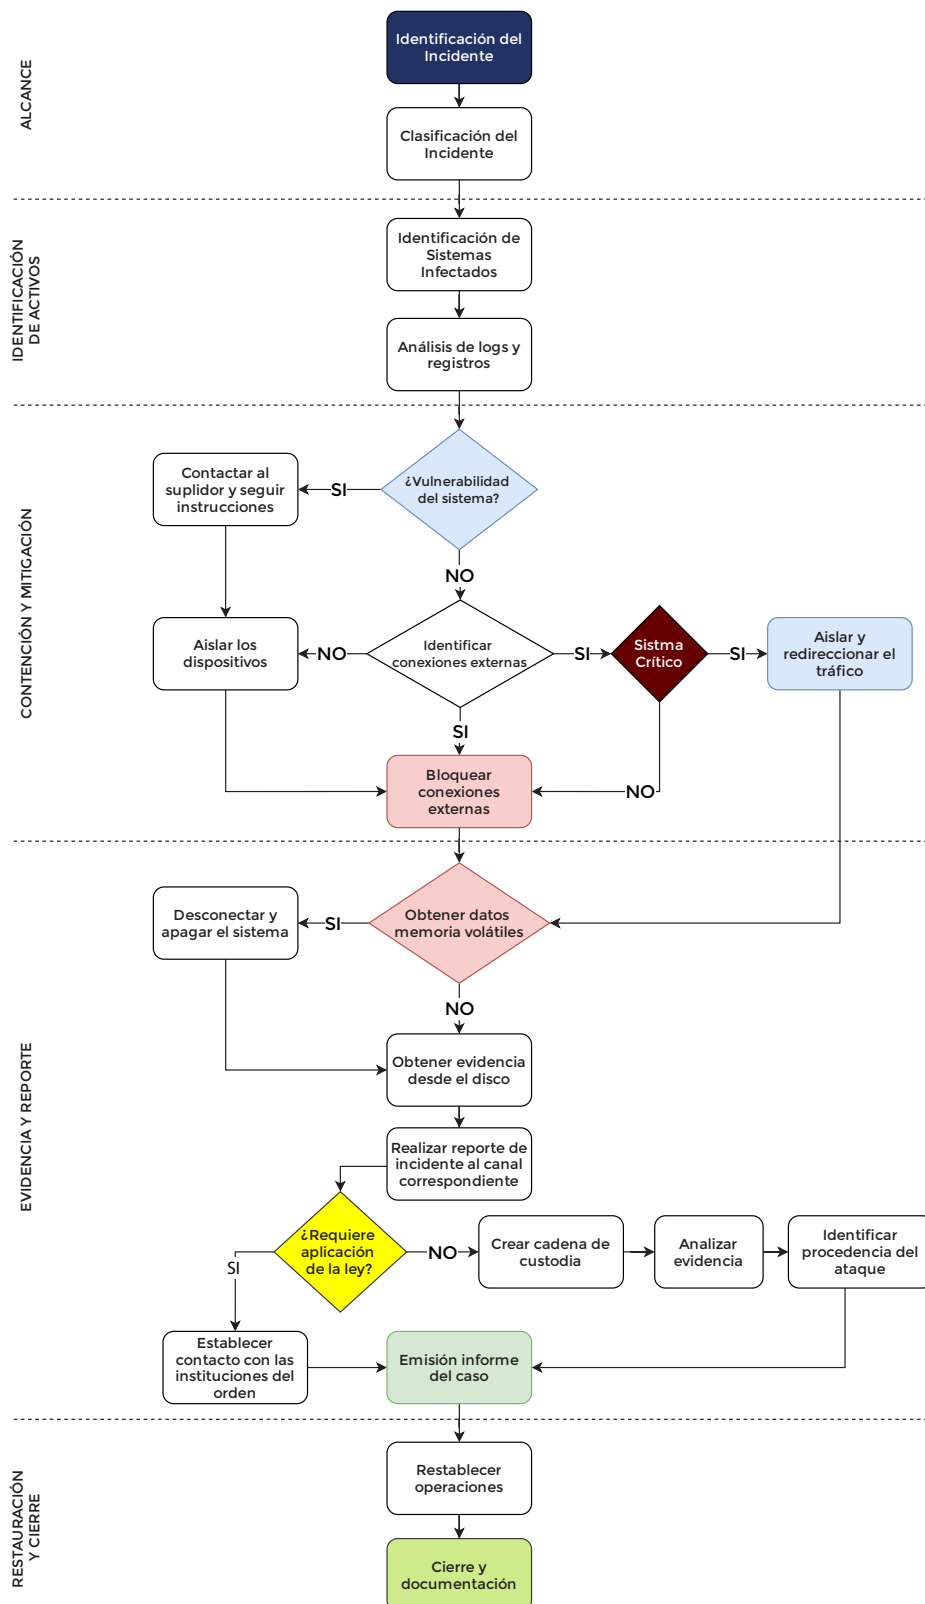 ALCANCE
Identificación del
Incidente
Clasificación del
Incidente
IDENTIFICACIÓN
DE ACTIVOS
Identificación de
Sistemas
Infectados
Análisis de logs y
registros
CONTENCIÓN Y MITIGACIÓN
¿Vulnerabilidad
del sistema?
SI
Contactar al
suplidor y seguir
instrucciones
NO
Aislar los
dispositivos
NO
Identificar
conexiones externas
SI
Sistma
Crítico
SI
Aislar y
redireccionar el
tráfico
SI
Bloquear
conexiones
externas
NO
EVIDENCIA Y REPORTE
Desconectar y
apagar el sistema
SI
Obtener datos
memoria volátiles
NO
Obtener evidencia
desde el disco
Realizar reporte de
incidente al canal
correspondiente
¿Requiere
aplicación
de la ley?
SI
NO
Crear cadena de
custodia
Analizar
evidencia
Identificar
procedencia del
ataque
Establecer
contacto con las
instituciones del
orden
Emisión informe
del caso
RESTAURACIÓN
Y CIERRE
Restablecer
operaciones
Cierre y
documentación